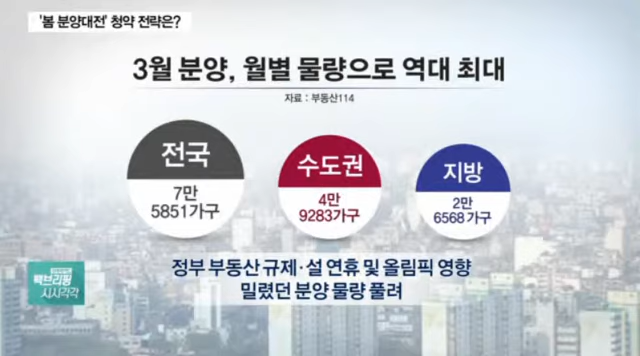 '봄 분양대전' 청약 전략은?
3월 분양, 월별 물량으로 역대 최대
자료 : 부동산114
전국
7만
5851가구
수도권
4만
9283가구
지방
2만
6568가구
정부 부동산 규제·설 연휴 및 올림픽 영향
밀렸던 분양 물량 풀려
팩브리핑
시시각각